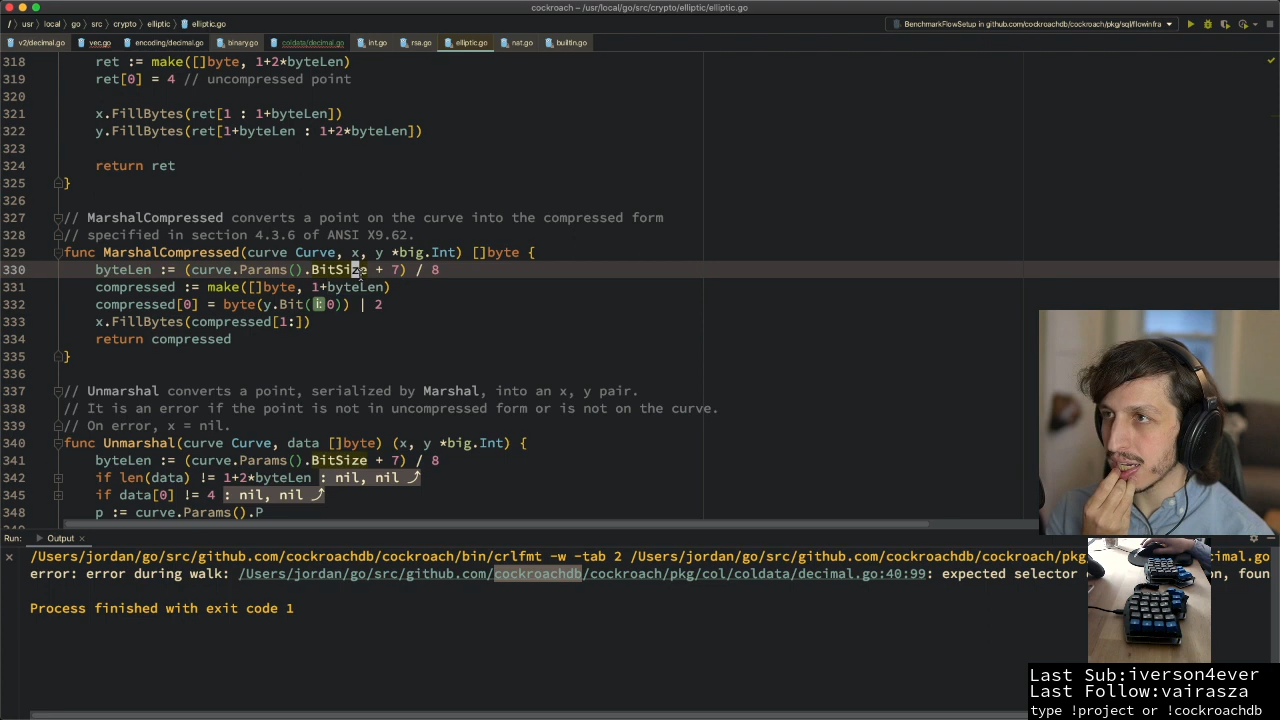 cockroach – /usr/local/go/src/crypto/elliptic/elliptic.go
/ usr local go src crypto elliptic elliptic.go
BenchmarkFlowSetup in github.com/cockroachdb/cockroach/pkg/sql/flowinfra
v2/decimal.go vec.go encoding/decimal.go binary.go coldata/decimal.go int.go rsa.go elliptic.go nat.go builtin.go
318 ret := make([]byte, 1+2*byteLen)
319 ret[0] = 4 // uncompressed point
320
321 x.FillBytes(ret[1 : 1+byteLen])
322 y.FillBytes(ret[1+byteLen : 1+2*byteLen])
323
324 return ret
325 }
326
327 // MarshalCompressed converts a point on the curve into the compressed form
328 // specified in section 4.3.6 of ANSI X9.62.
329 func MarshalCompressed(curve Curve, x, y *big.Int) []byte {
330 byteLen := (curve.Params().BitSize + 7) / 8
331 compressed := make([]byte, 1+byteLen)
332 compressed[0] = byte(y.Bit(i: 0)) | 2
333 x.FillBytes(compressed[1:])
334 return compressed
335 }
336
337 // Unmarshal converts a point, serialized by Marshal, into an x, y pair.
338 // It is an error if the point is not in uncompressed form or is not on the curve.
339 // On error, x = nil.
340 func Unmarshal(curve Curve, data []byte) (x, y *big.Int) {
341 byteLen := (curve.Params().BitSize + 7) / 8
342 if len(data) != 1+2*byteLen : nil, nil
345 if data[0] != 4 : nil, nil
348 p := curve.Params().P
Run: Output
/Users/jordan/go/src/github.com/cockroachdb/cockroach/bin/crlfmt -w -tab 2 /Users/jordan/go/src/github.com/cockroachdb/cockroach/pkg decimal.go
error: error during walk: /Users/jordan/go/src/github.com/cockroachdb/cockroach/pkg/col/coldata/decimal.go:40:99: expected selector n, foun
Process finished with exit code 1
Last Sub:iverson4ever
Last Follow:vairasza
type !project or !cockroachdb